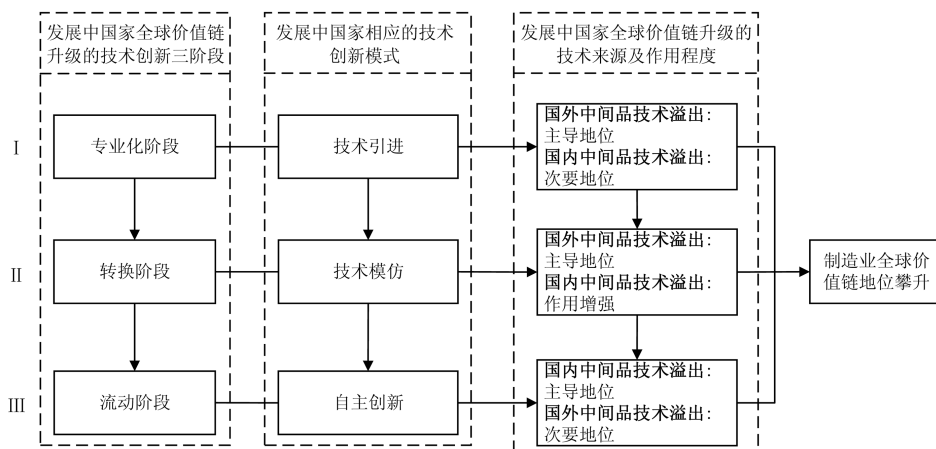 发展中国家全球价值链
升级的技术创新三阶段
发展中国家相应的技术
创新模式
发展中国家全球价值链升级的
技术来源及作用程度
Ⅰ
专业化阶段
技术引进
国外中间品技术溢出:
主导地位
国内中间品技术溢出:
次要地位
Ⅱ
转换阶段
技术模仿
国外中间品技术溢出:
主导地位
国内中间品技术溢出:
作用增强
制造业全球价
值链地位攀升
Ⅲ
流动阶段
自主创新
国内中间品技术溢出:
主导地位
国外中间品技术溢出:
次要地位